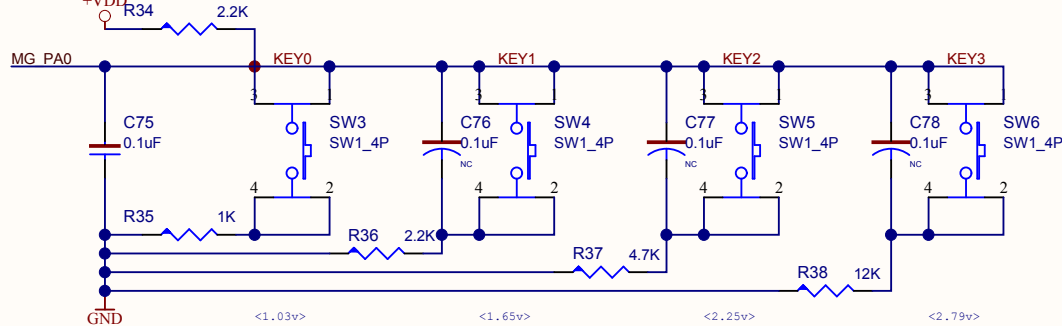 +VDD
R34 2.2K
MG_PA0 KEY0 KEY1 KEY2 KEY3
3 1 3 1 3 1 3 1
C75 SW3 C76 SW4 C77 SW5 C78 SW6
0.1uF SW1_4P 0.1uF SW1_4P 0.1uF SW1_4P 0.1uF SW1_4P
NC NC NC
4 2 4 2 4 2 4 2
R35 1K
R36 2.2K
R37 4.7K
R38 12K
GND <1.03v> <1.65v> <2.25v> <2.79v>